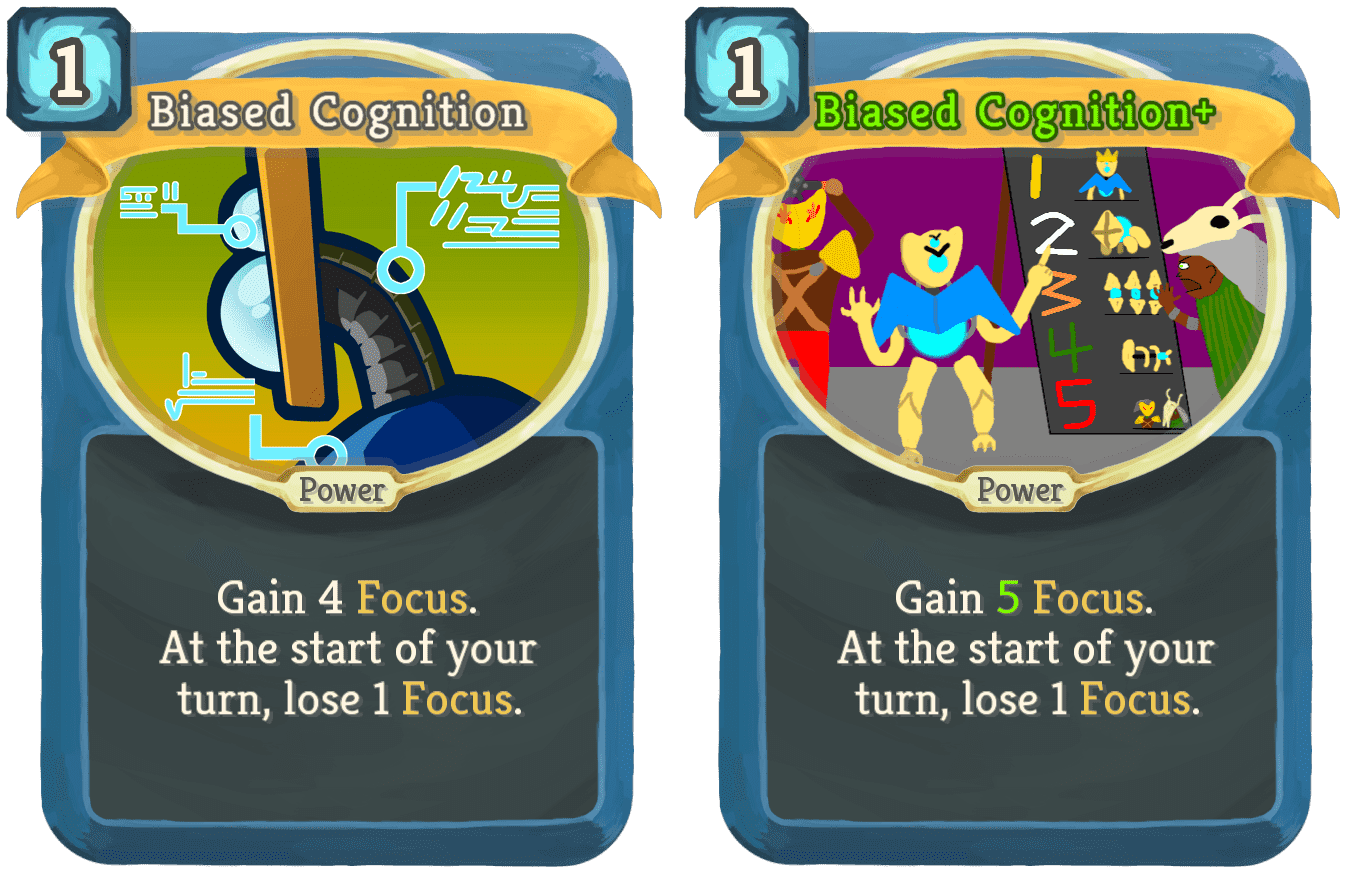 1
Biased Cognition
Power
Gain 4 Focus.
At the start of your
turn, lose 1 Focus.
1
Biased Cognition+
1
2
3
4
5
Power
Gain 5 Focus.
At the start of your
turn, lose 1 Focus.